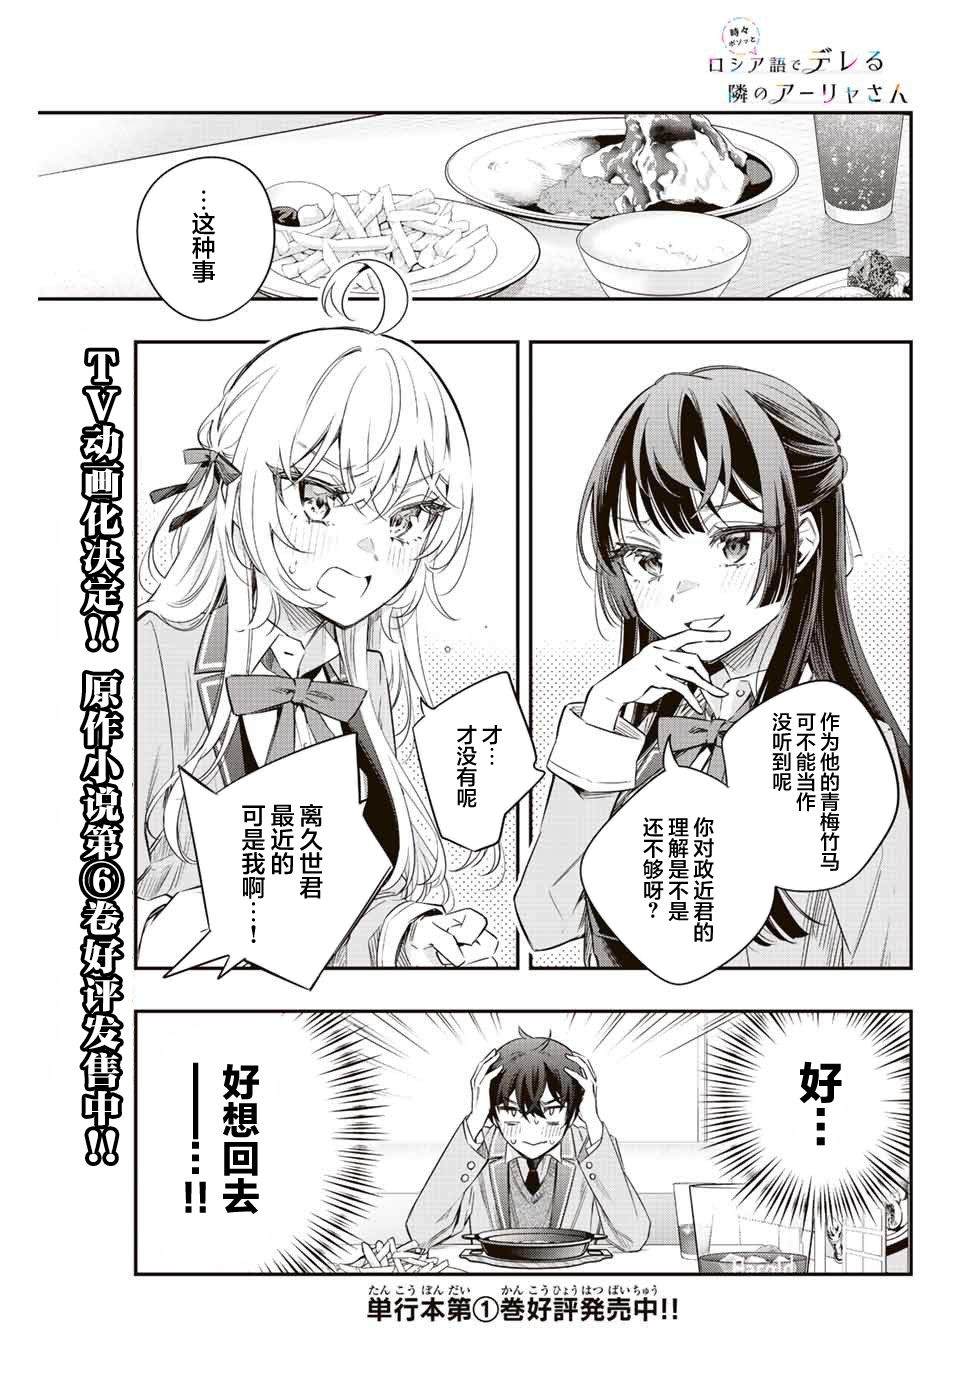 時々
ボソッと
ロシア語でデレる
隣のアーリャさん
…这种事
作为他的青梅竹马
可不能当作
没听到呢
你对政近君的
理解是不是
还不够呀？
才…
才没有呢
离久世君
最近的
可是我啊……！
TV动画化决定!! 原作小说第⑥卷好评发售中!!
好…
好想回去
――……!!
Harold
たんこうぼんだい かんこうひょうはつばいちゅう
単行本第①巻好評発売中!!